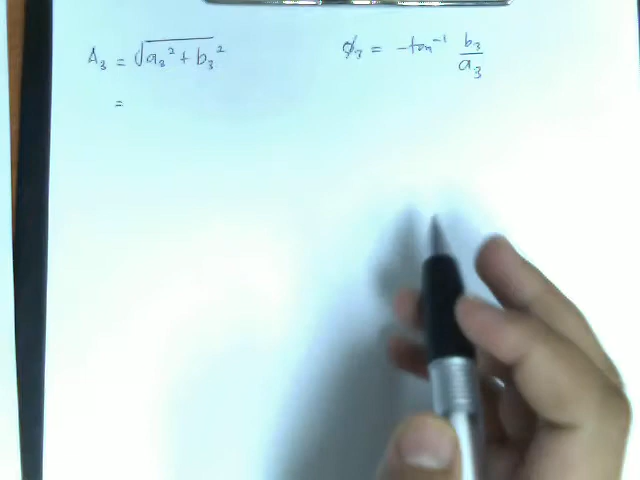 A₃ = √(a₃² + b₃²)    φ₃ = -tan⁻¹ b₃/a₃
=